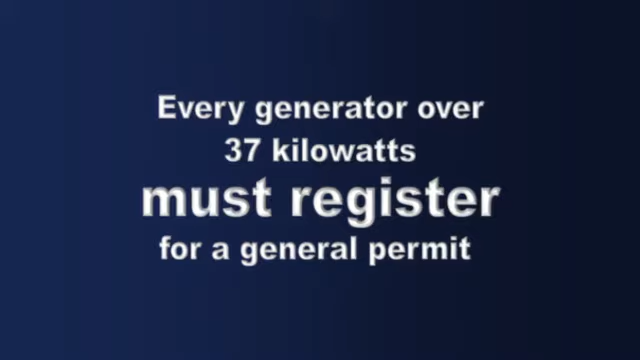 Every generator over
37 kilowatts
must register
for a general permit